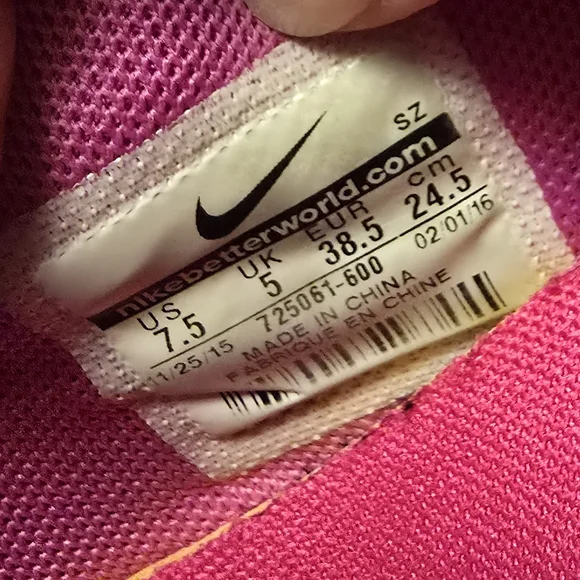 SZ
nikebetterworld.com
US UK EUR cm
7.5 5 38.5 24.5
11/25/15 725061-600 02/01/16
MADE IN CHINA
FABRIQUE EN CHINE